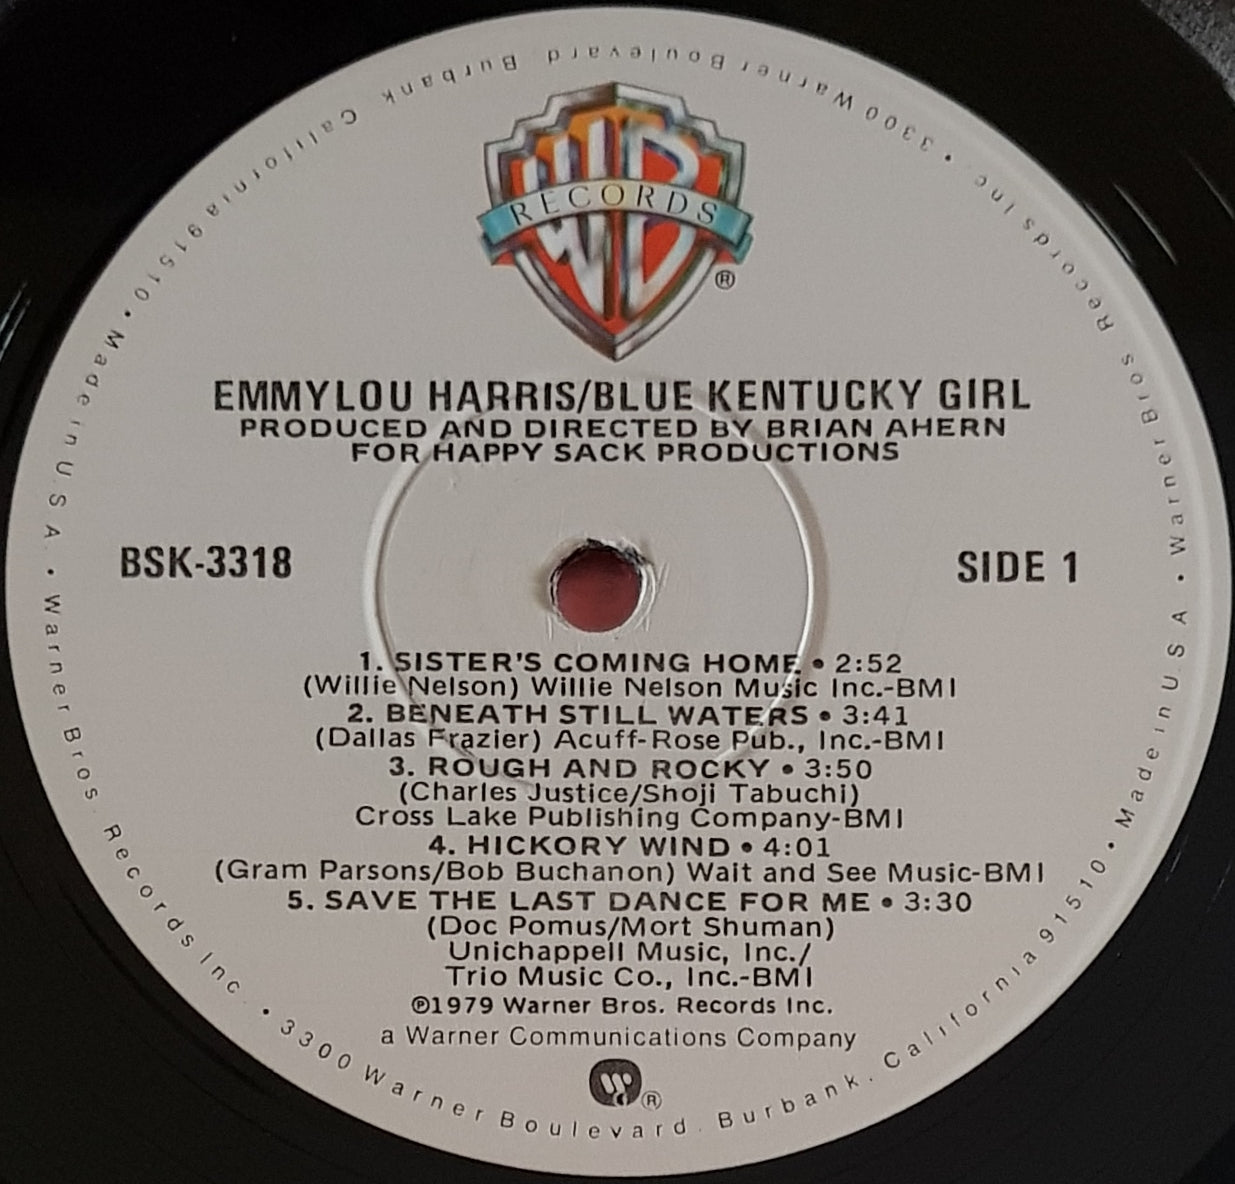 WB
RECORDS
®
EMMYLOU HARRIS/BLUE KENTUCKY GIRL
PRODUCED AND DIRECTED BY BRIAN AHERN
FOR HAPPY SACK PRODUCTIONS
BSK-3318
SIDE 1
1. SISTER'S COMING HOME • 2:52
(Willie Nelson) Willie Nelson Music Inc.-BMI
2. BENEATH STILL WATERS • 3:41
(Dallas Frazier) Acuff-Rose Pub., Inc.-BMI
3. ROUGH AND ROCKY • 3:50
(Charles Justice/Shoji Tabuchi)
Cross Lake Publishing Company-BMI
4. HICKORY WIND • 4:01
(Gram Parsons/Bob Buchanon) Wait and See Music-BMI
5. SAVE THE LAST DANCE FOR ME • 3:30
(Doc Pomus/Mort Shuman)
Unichappell Music, Inc./
Trio Music Co., Inc.-BMI
℗1979 Warner Bros. Records Inc.
a Warner Communications Company
®
Warner Bros. Records Inc. • 3300 Warner Boulevard. Burbank. California 91510 • Made in U.S.A. • Warner Bros. Records Inc. • 3300 Warner Boulevard. Burbank. California 91510 • Made in U.S.A. •